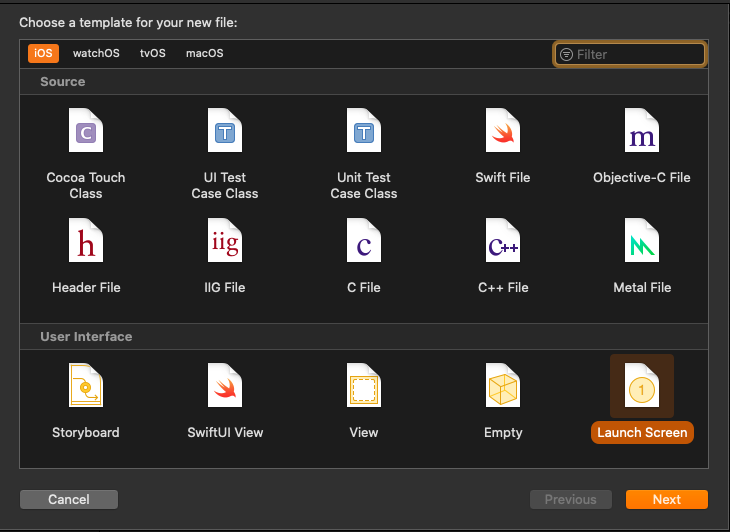 Choose a template for your new file:
iOS watchOS tvOS macOS Filter
Source
C T T m
Cocoa Touch Class
UI Test Case Class
Unit Test Case Class
Swift File
Objective-C File
h iig c c++
Header File
IIG File
C File
C++ File
Metal File
User Interface
1
Storyboard
SwiftUI View
View
Empty
Launch Screen
Cancel Previous Next